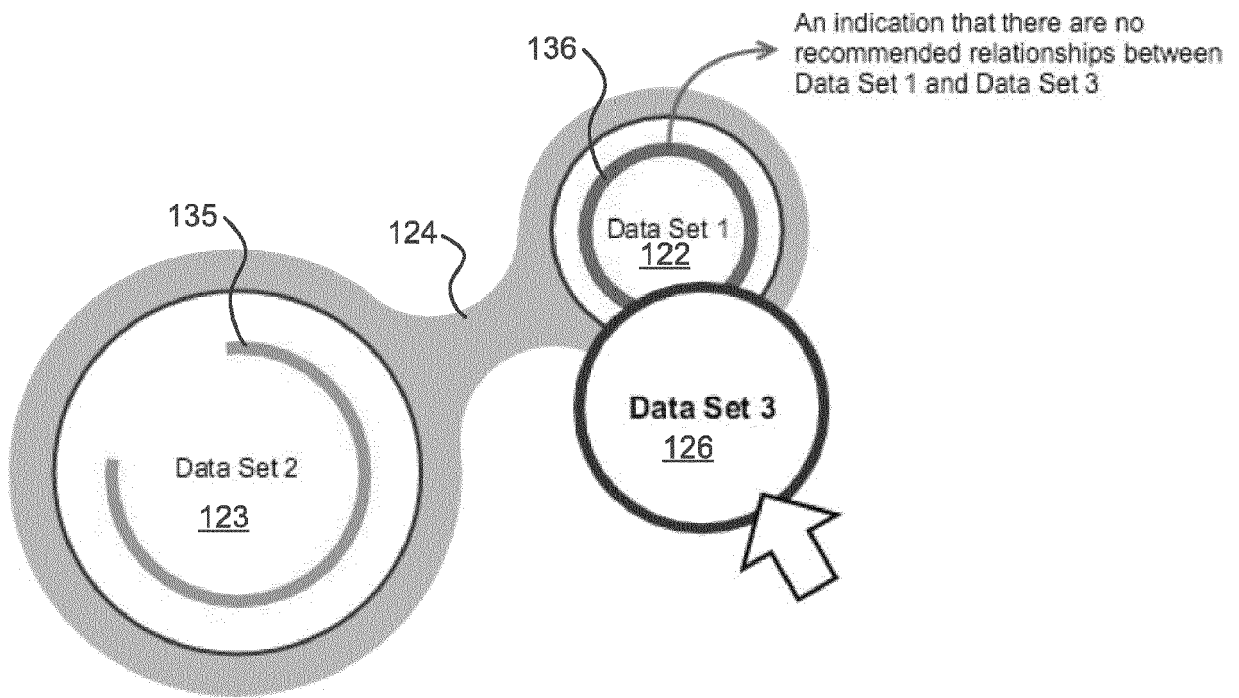 An indication that there are no
recommended relationships between
Data Set 1 and Data Set 3
136
135
124
Data Set 1
122
Data Set 3
126
Data Set 2
123